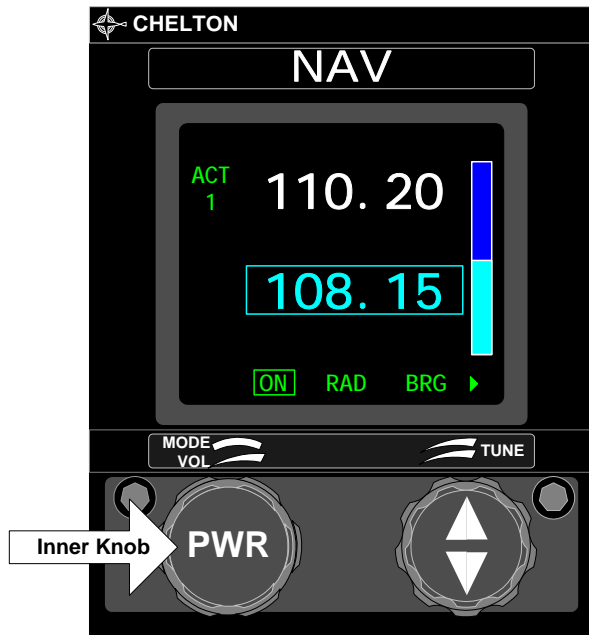 CHELTON
NAV
ACT
1
110. 20
108. 15
ON RAD BRG
MODE
VOL
TUNE
Inner Knob
PWR